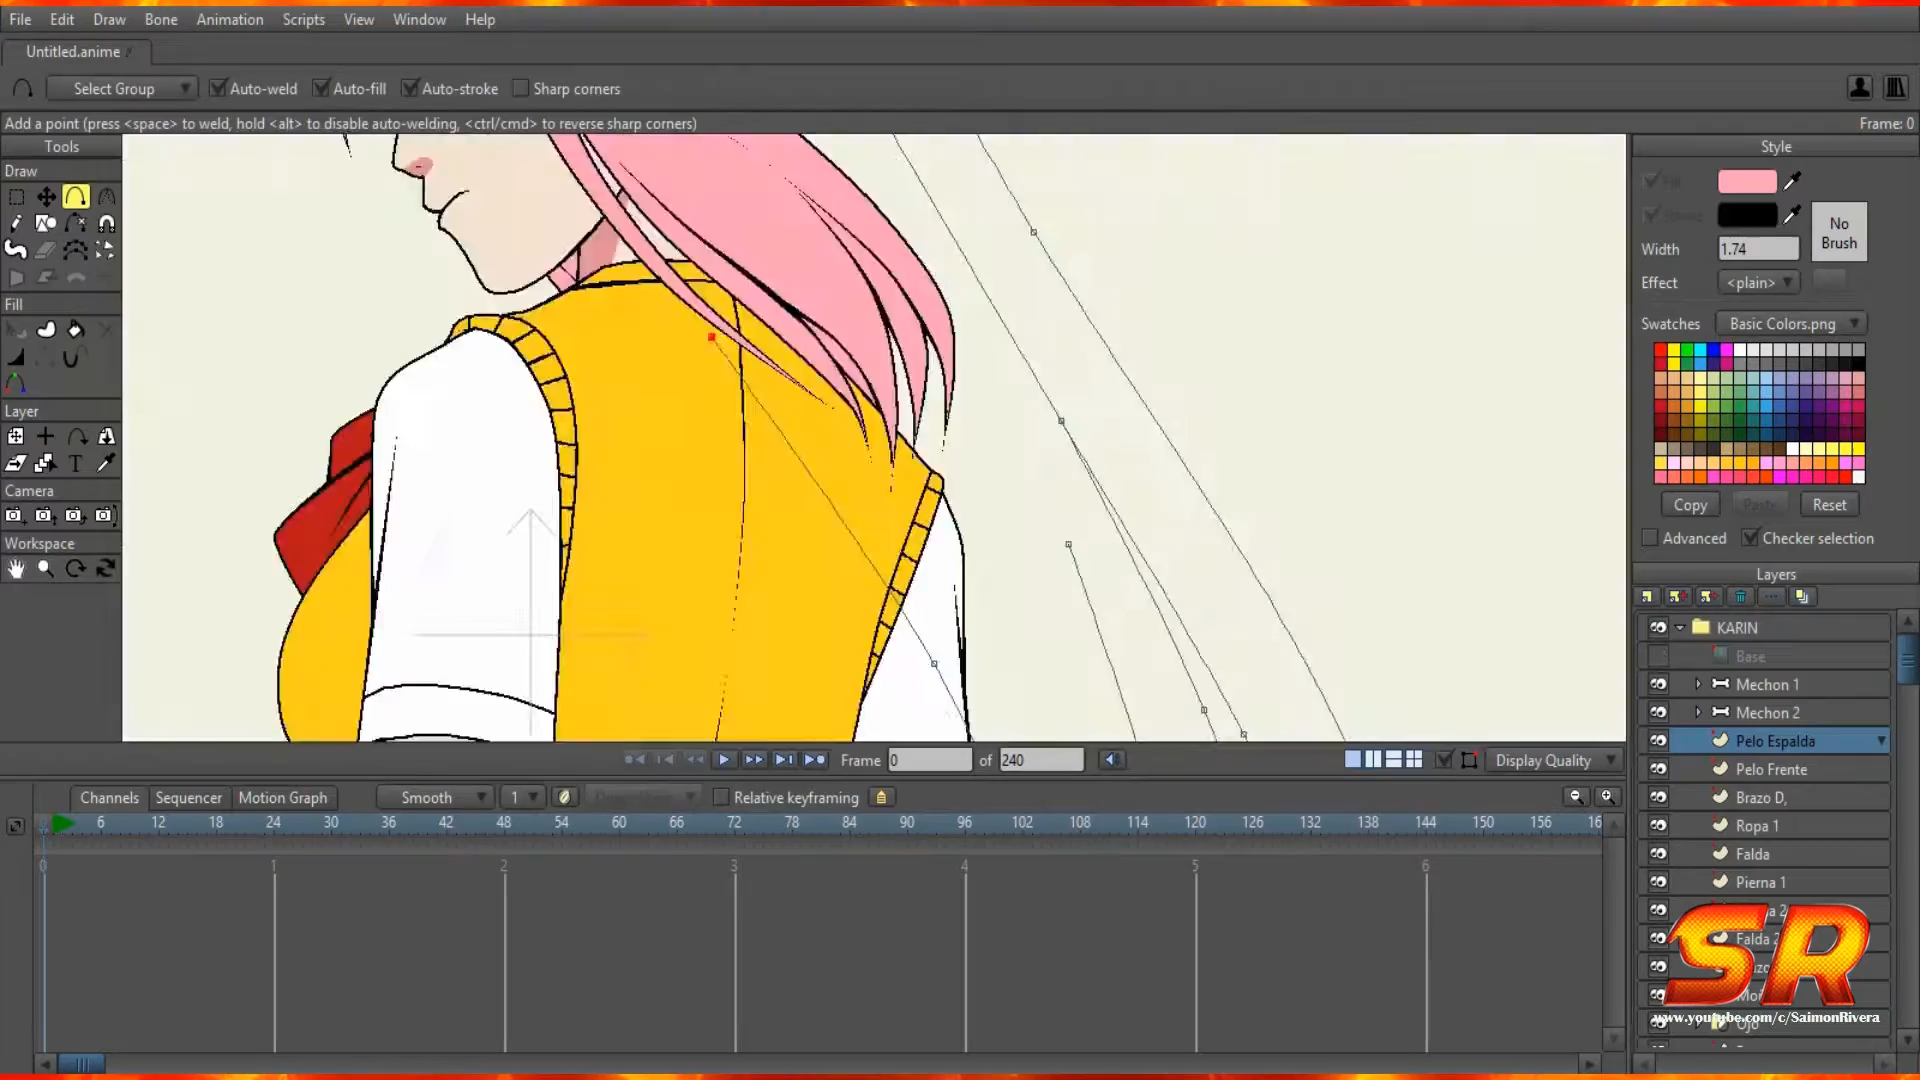 File Edit Draw Bone Animation Scripts View Window Help
Untitled.anime
Select Group Auto-weld Auto-fill Auto-stroke Sharp corners
Add a point (press <space> to weld, hold <alt> to disable auto-welding, <ctrl/cmd> to reverse sharp corners) Frame: 0
Tools
Draw
Fill
Layer
T
Camera
Workspace
Style
No Brush
Width 1.74
Effect <plain>
Swatches Basic Colors.png
Copy Paste Reset
Advanced Checker selection
Layers
KARIN
Base
Mechon 1
Mechon 2
Pelo Espalda
Pelo Frente
Brazo D,
Ropa 1
Falda
Pierna 1
Falda 2
SR
www.youtube.com/c/SaimonRivera
Ojo
Frame 0 of 240 Display Quality
Channels Sequencer Motion Graph Smooth 1 Relative keyframing
6 12 18 24 30 36 42 48 54 60 66 72 78 84 90 96 102 108 114 120 126 132 138 144 150 156 16
0 1 2 3 4 5 6